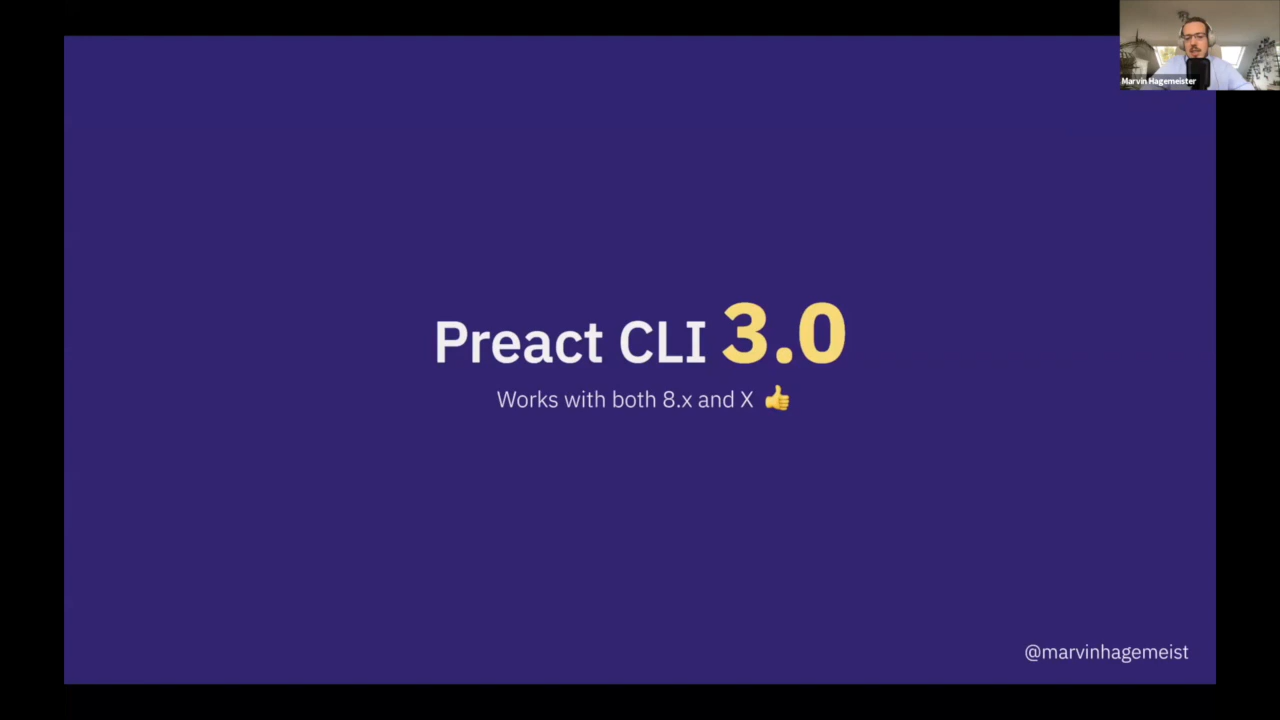 Marvin Hagemeister
Preact CLI 3.0
Works with both 8.x and X 👍
@marvinhagemeist